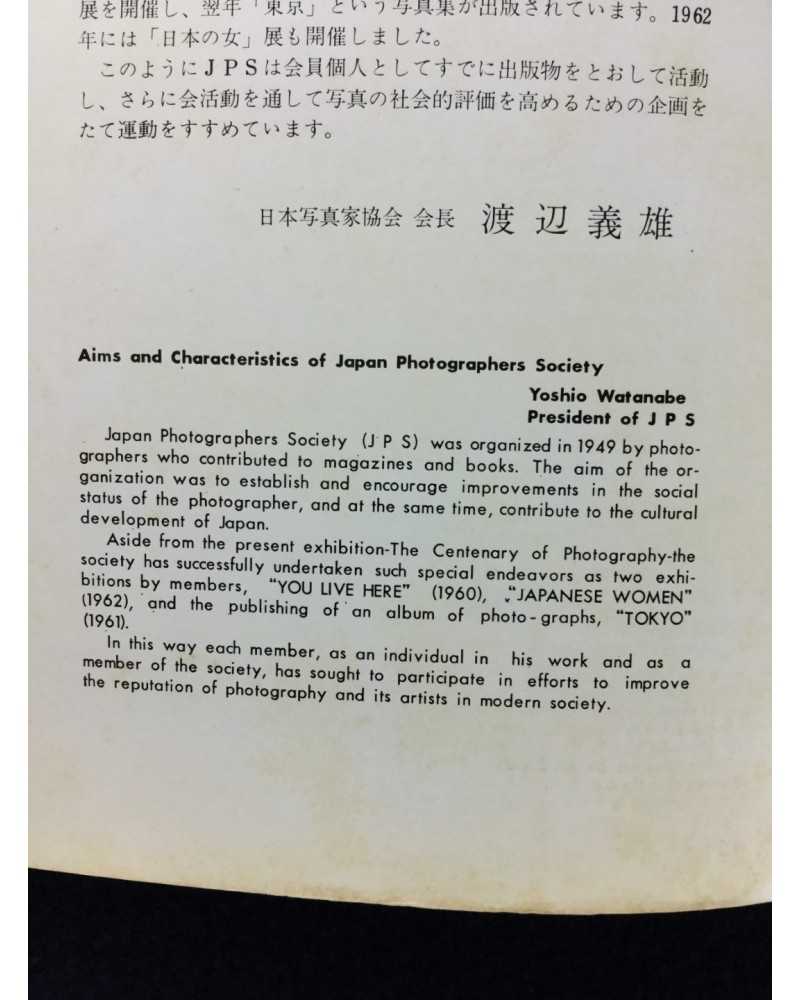 展を開催し、翌年「東京」という写真集が出版されています。1962
年には「日本の女」展も開催しました。
このようにＪＰＳは会員個人としてすでに出版物をとおして活動
し、さらに会活動を通して写真の社会的評価を高めるための企画を
たて運動をすすめています。
日本写真家協会 会長 渡辺義雄
Aims and Characteristics of Japan Photographers Society
Yoshio Watanabe
President of J P S
Japan Photographers Society (J P S) was organized in 1949 by photo-
graphers who contributed to magazines and books. The aim of the or-
ganization was to establish and encourage improvements in the social
status of the photographer, and at the same time, contribute to the cultural
development of Japan.
Aside from the present exhibition-The Centenary of Photography-the
society has successfully undertaken such special endeavors as two exhi-
bitions by members, “YOU LIVE HERE” (1960), “JAPANESE WOMEN”
(1962), and the publishing of an album of photo-graphs, “TOKYO”
(1961).
In this way each member, as an individual in his work and as a
member of the society, has sought to participate in efforts to improve
the reputation of photography and its artists in modern society.